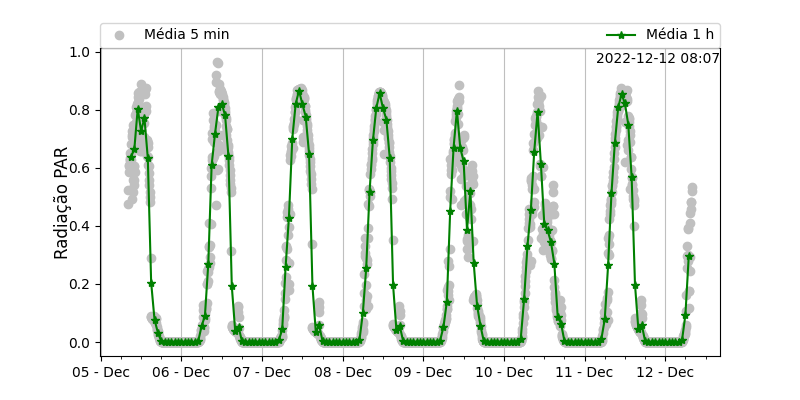 Média 5 min
Média 1 h
2022-12-12 08:07
Radiação PAR
1.0
0.8
0.6
0.4
0.2
0.0
05 - Dec
06 - Dec
07 - Dec
08 - Dec
09 - Dec
10 - Dec
11 - Dec
12 - Dec